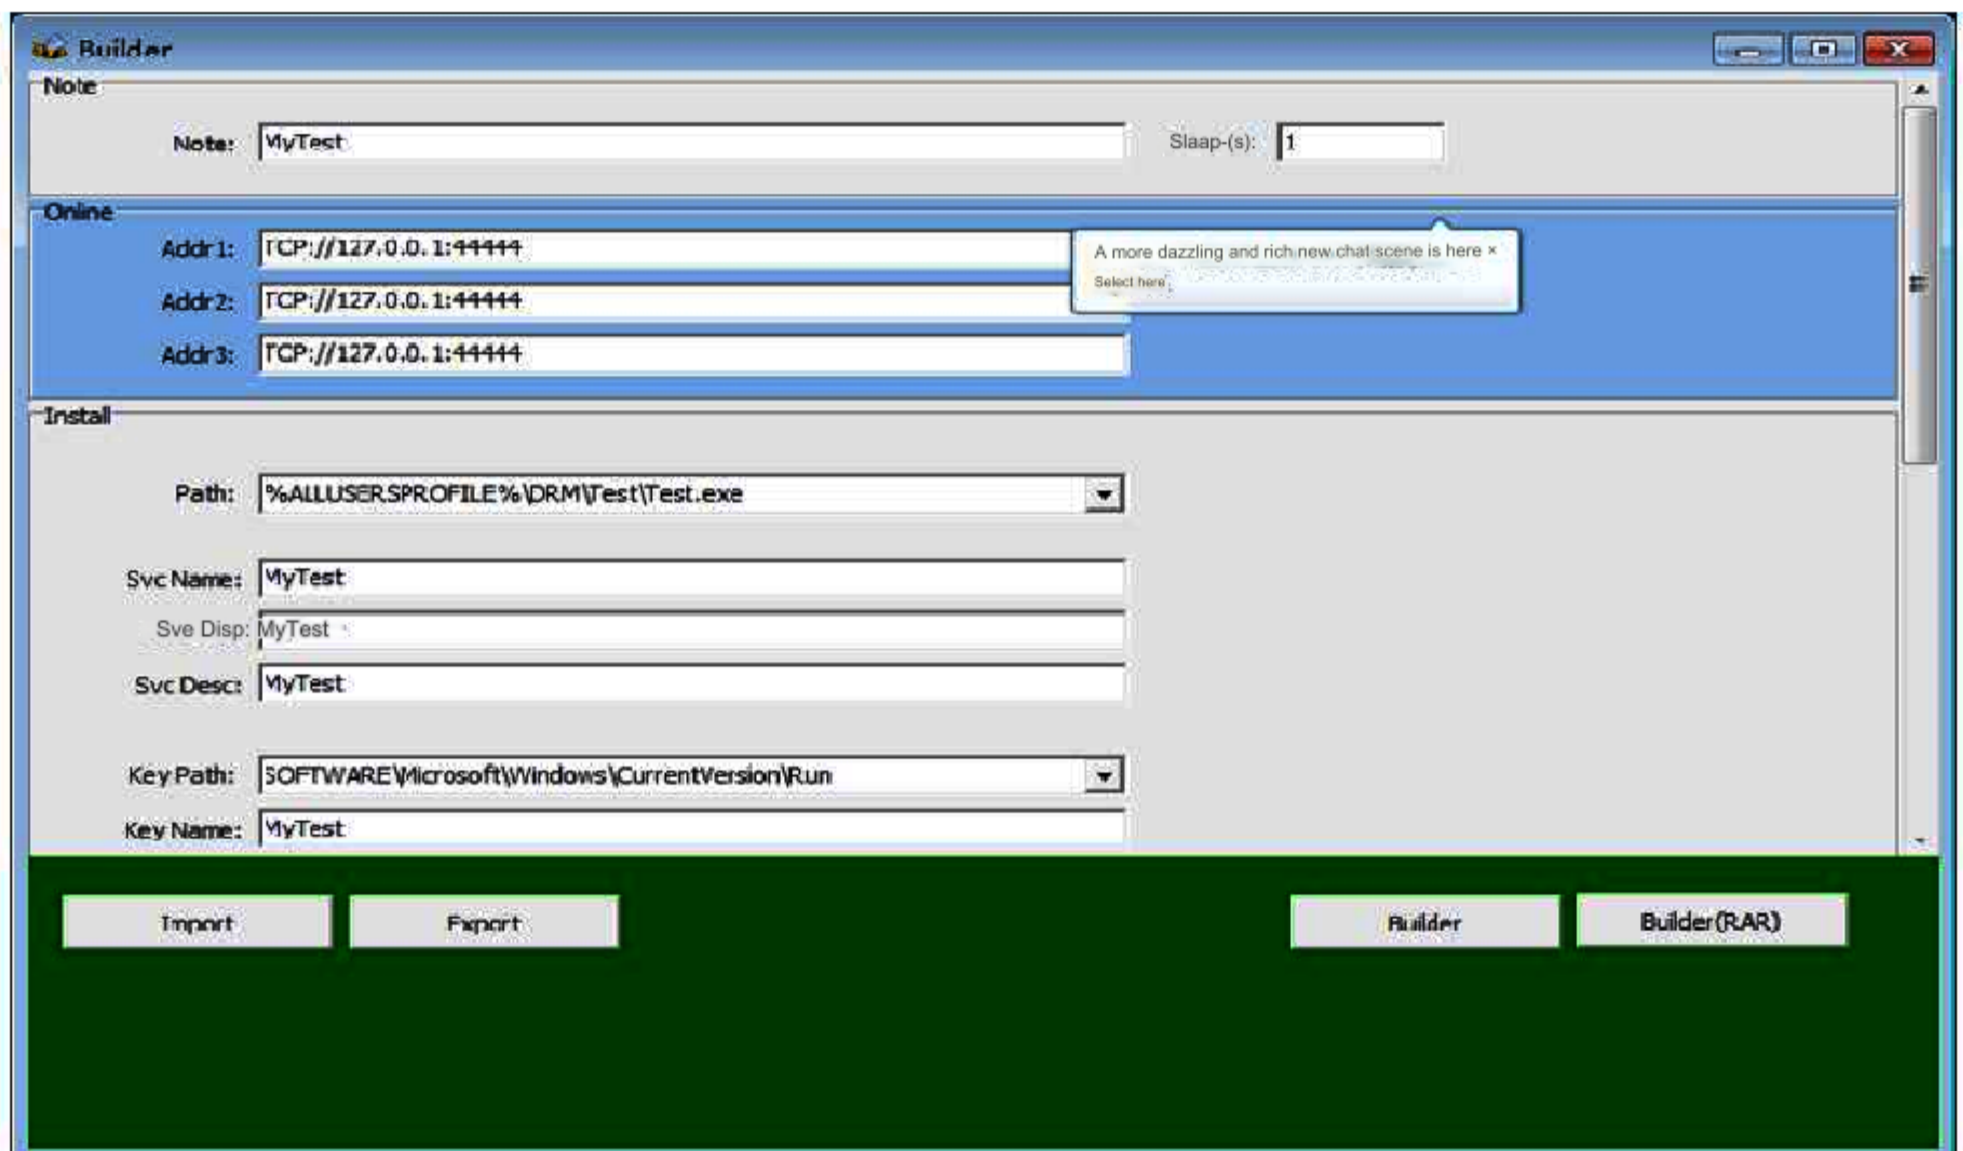 Builder
Note
Note: MyTest Slaap-(s): 1
Online
Addr1: TCP://127.0.0.1:44444
A more dazzling and rich new chat scene is here ×
Select here
Addr2: TCP://127.0.0.1:44444
Addr3: TCP://127.0.0.1:44444
Install
Path: %ALLUSERSPROFILE%\DRM\Test\Test.exe
Svc Name: MyTest
Sve Disp: MyTest
Svc Desc: MyTest
Key Path: SOFTWARE\Microsoft\Windows\CurrentVersion\Run
Key Name: MyTest
Import Export Builder Builder(RAR)